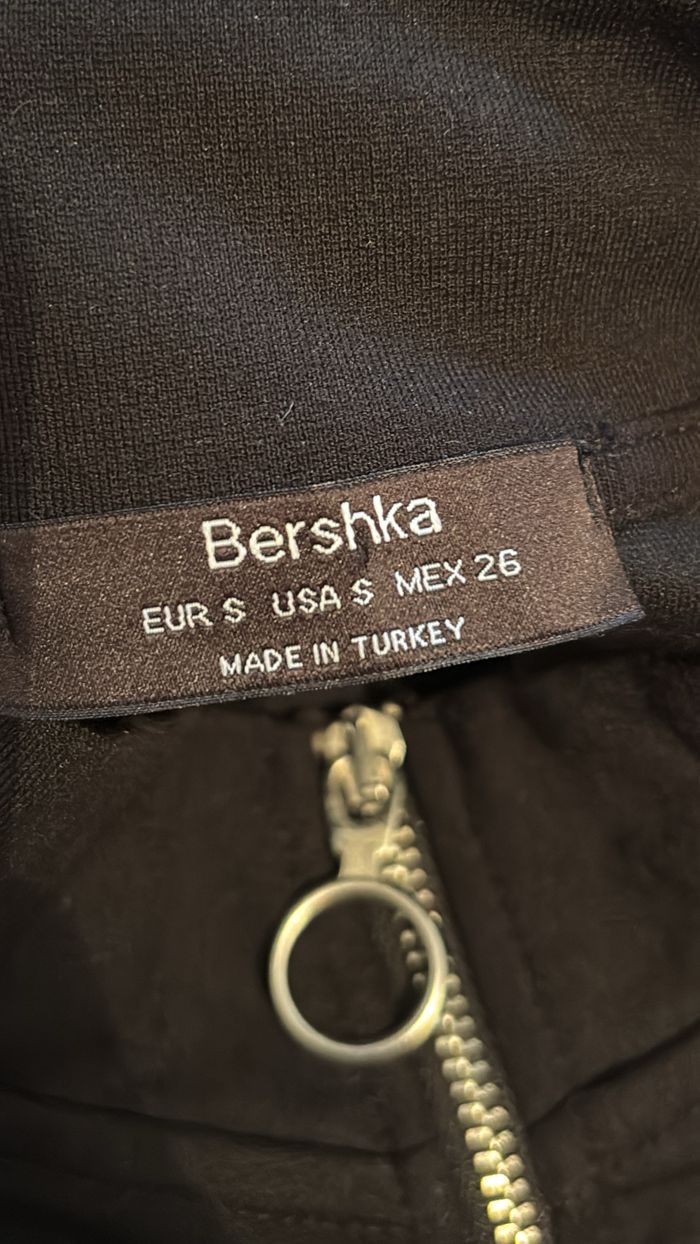 Bershka
EUR S USA S MEX 26
MADE IN TURKEY